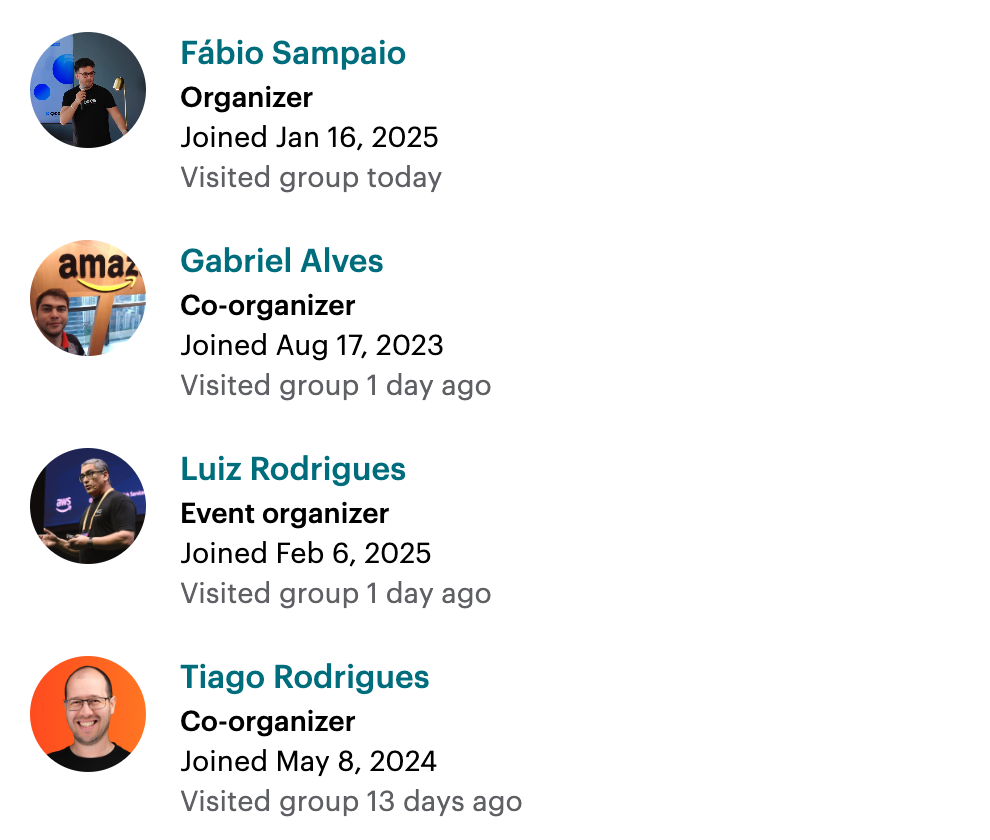 Fábio Sampaio
Organizer
Joined Jan 16, 2025
Visited group today
amaz
Gabriel Alves
Co-organizer
Joined Aug 17, 2023
Visited group 1 day ago
aws
Luiz Rodrigues
Event organizer
Joined Feb 6, 2025
Visited group 1 day ago
Tiago Rodrigues
Co-organizer
Joined May 8, 2024
Visited group 13 days ago